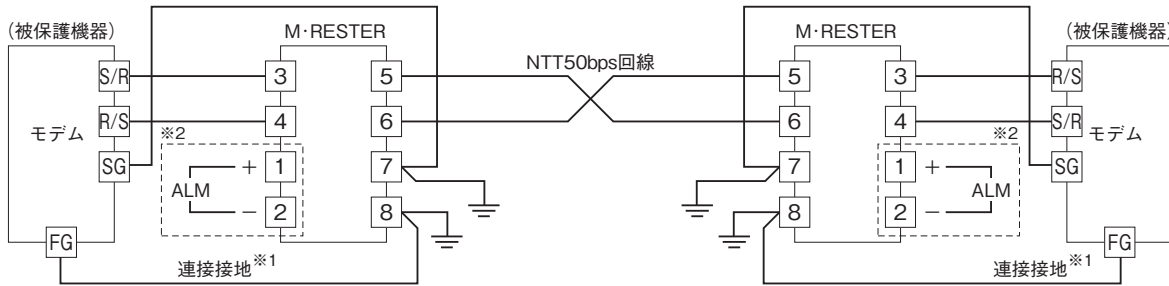 (被保護機器)
M·RESTER
M·RESTER
(被保護機器)
NTT50bps回線
S/R 3 5 5 3 R/S
R/S 4 6 6 4 S/R
モデム ※2 ※2 モデム
SG + 1 7 7 1 + SG
ALM ALM
− 2 8 8 2 −
FG FG
連接接地※1 連接接地※1